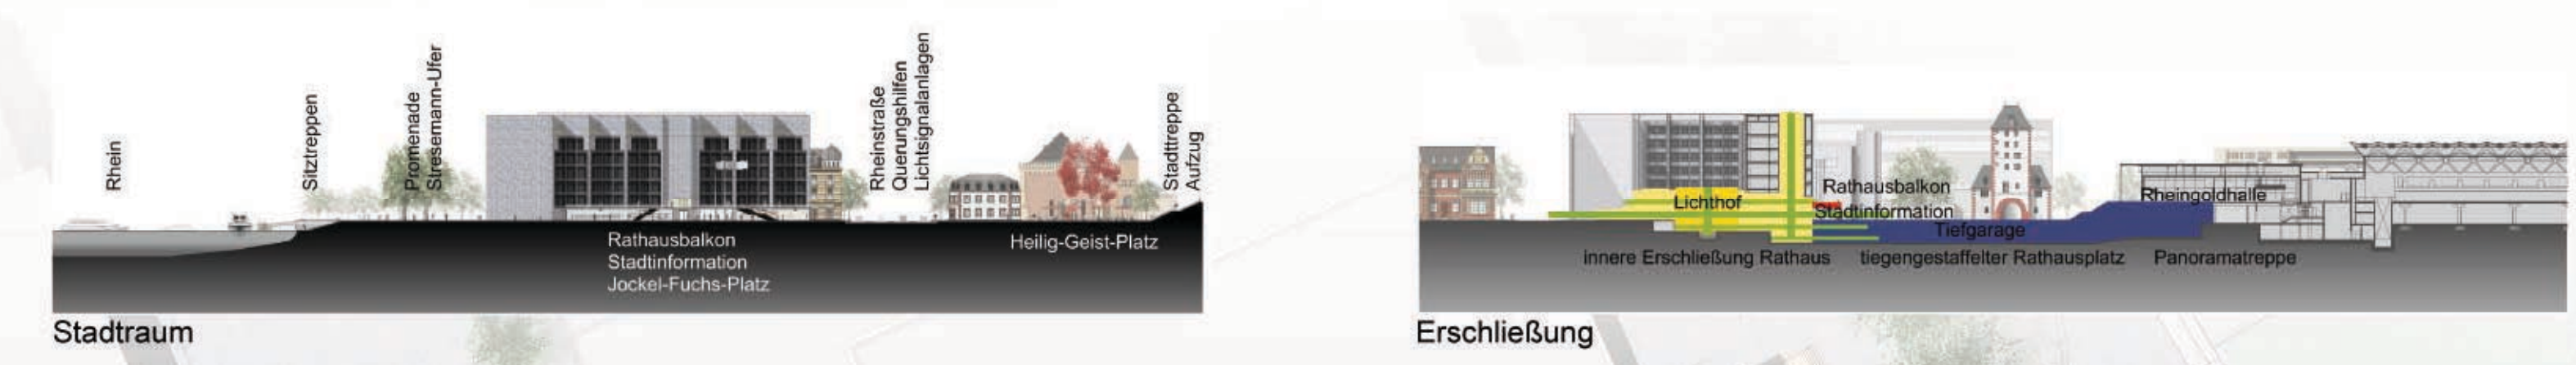 Rhein
Sitztreppen
Promenade
Stresemann-Ufer
Rheinstraße
Querungshilfen
Lichtsignalanlagen
Stadttreppe
Aufzug
Rathausbalkon
Stadtinformation
Jockel-Fuchs-Platz
Heilig-Geist-Platz
Stadtraum
Lichthof
Rathausbalkon
Stadtinformation
Tiefgarage
Rheingoldhalle
innere Erschließung Rathaus
tiegengestaffelter Rathausplatz
Panoramatreppe
Erschließung